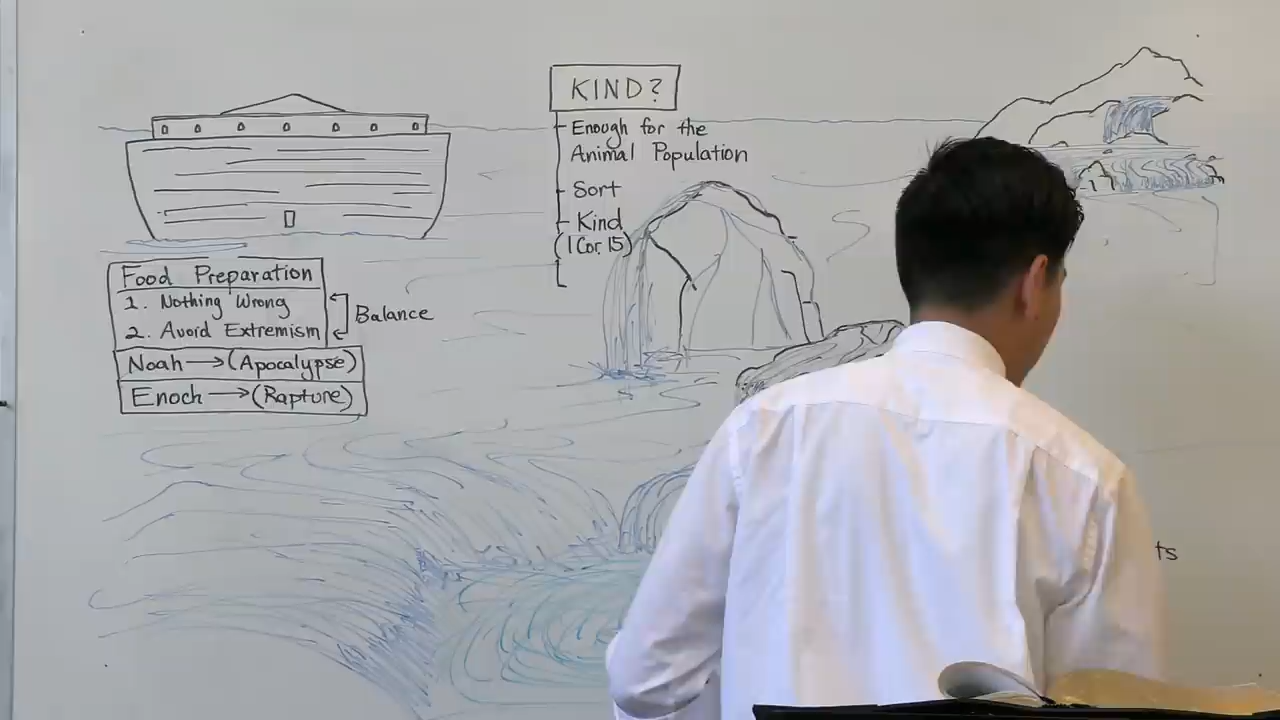 KIND?
Enough for the
Animal Population
Sort
Kind
(1 Cor. 15)
Food Preparation
1. Nothing Wrong
2. Avoid Extremism
Balance
Noah → (Apocalypse)
Enoch → (Rapture)
ts